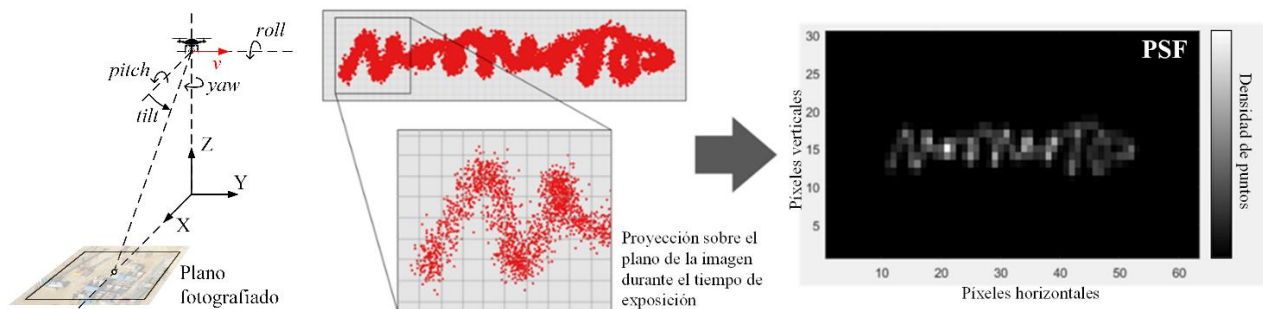 roll
v
pitch
yaw
tilt
Z
Y
X
Plano
fotografiado
Proyección sobre el
plano de la imagen
durante el tiempo de
exposición
PSF
Píxeles verticales
30
25
20
15
10
5
10
20
30
40
50
60
Píxeles horizontales
Densidad de puntos